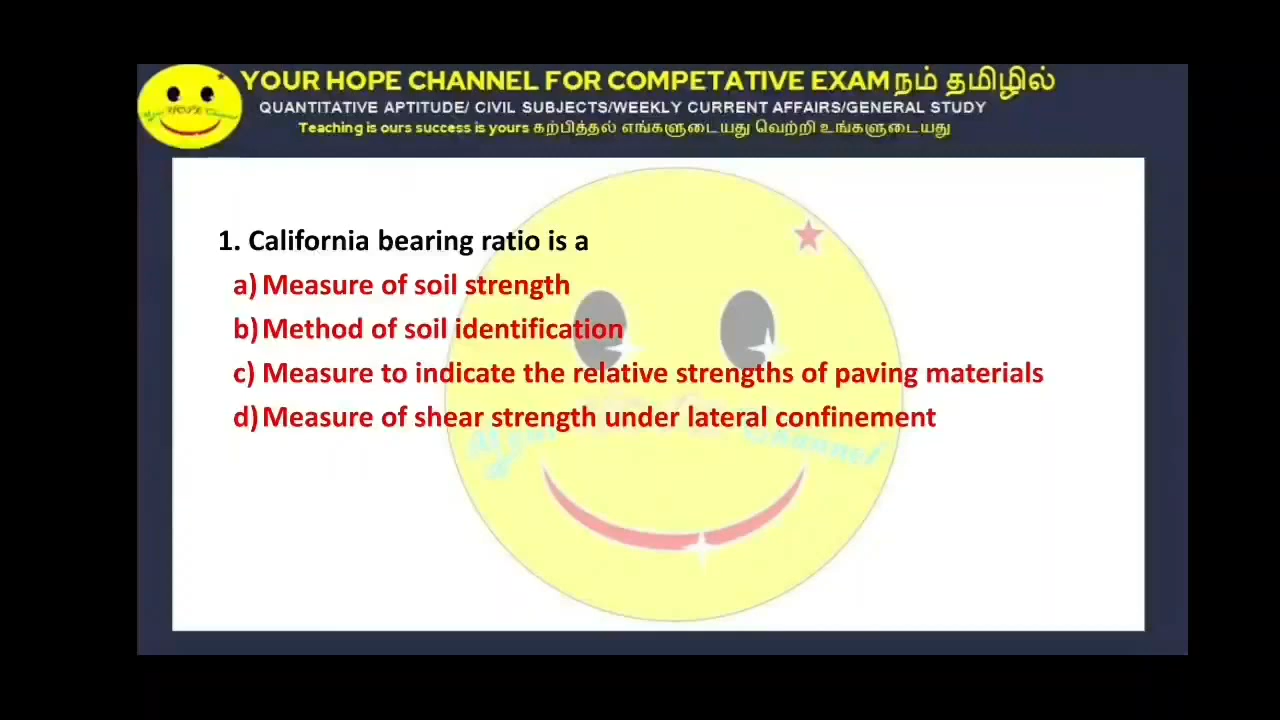 YOUR HOPE CHANNEL FOR COMPETATIVE EXAM நம் தமிழில்
QUANTITATIVE APTITUDE/ CIVIL SUBJECTS/WEEKLY CURRENT AFFAIRS/GENERAL STUDY
Teaching is ours success is yours கற்பித்தல் எங்களுடையது வெற்றி உங்களுடையது
1. California bearing ratio is a
a) Measure of soil strength
b) Method of soil identification
c) Measure to indicate the relative strengths of paving materials
d) Measure of shear strength under lateral confinement
Channel